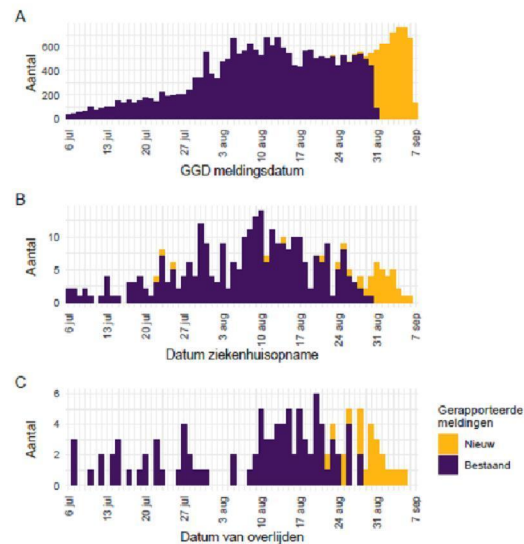 A
Aantal
600
400
200
0
6 jul
13 jul
20 jul
27 jul
3 aug
10 aug
17 aug
24 aug
31 aug
7 sep
GGD meldingsdatum
B
Aantal
10
5
0
6 jul
13 jul
20 jul
27 jul
3 aug
10 aug
17 aug
24 aug
31 aug
7 sep
Datum ziekenhuisopname
C
Aantal
6
4
2
0
6 jul
13 jul
20 jul
27 jul
3 aug
10 aug
17 aug
24 aug
31 aug
7 sep
Datum van overlijden
Gerapporteerde
meldingen
Nieuw
Bestaand